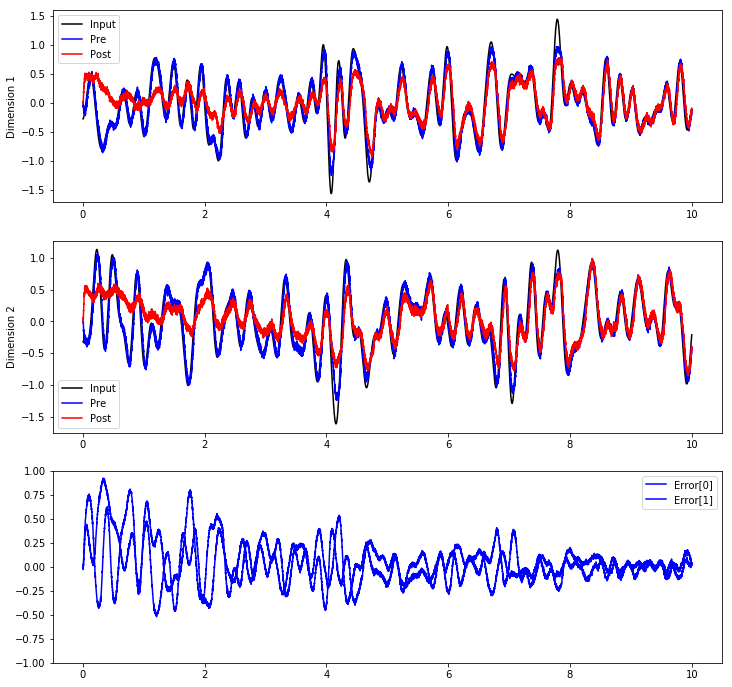 1.5
1.0
0.5
0.0
−0.5
−1.0
−1.5
Dimension 1
Input
Pre
Post
0 2 4 6 8 10
1.0
0.5
0.0
−0.5
−1.0
−1.5
Dimension 2
Input
Pre
Post
0 2 4 6 8 10
1.00
0.75
0.50
0.25
0.00
−0.25
−0.50
−0.75
−1.00
Error[0]
Error[1]
0 2 4 6 8 10